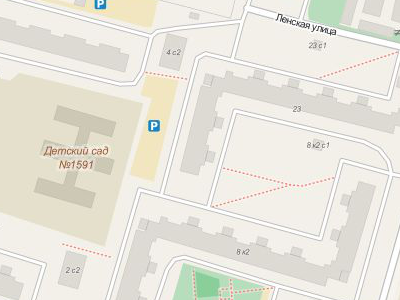 P
Ленская улица
4 с2
23 с1
23
P
Детский сад
№1591
8 к2 с1
8 к2
2 с2